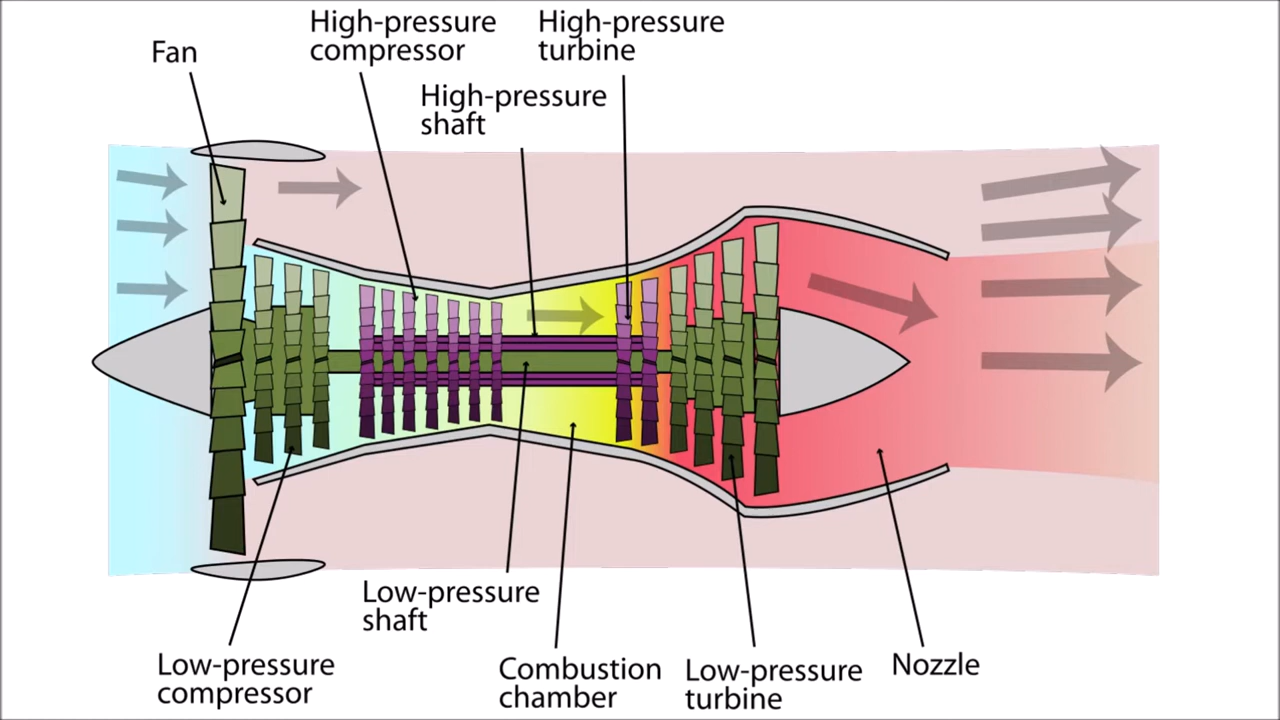 High-pressure
compressor
High-pressure
turbine
Fan
High-pressure
shaft
Low-pressure
shaft
Low-pressure
compressor
Combustion
chamber
Low-pressure
turbine
Nozzle